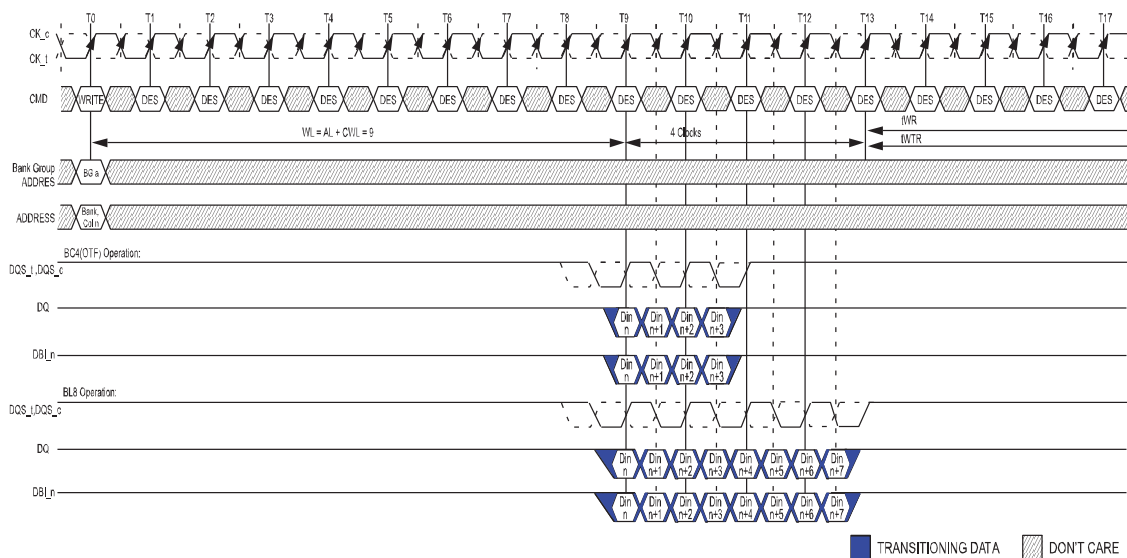 T0 T1 T2 T3 T4 T5 T6 T7 T8 T9 T10 T11 T12 T13 T14 T15 T16 T17
CK_c
CK_t
CMD WRITE DES DES DES DES DES DES DES DES DES DES DES DES DES DES DES DES DES
WL = AL + CWL = 9 4 Clocks tWR
tWTR
Bank Group
ADDRES BG a
ADDRESS Bank,
Col n
BC4(OTF) Operation:
DQS_t ,DQS_c
DQ Din Din Din Din
n n+1 n+2 n+3
DBI_n Din Din Din Din
n n+1 n+2 n+3
BL8 Operation:
DQS_t,DQS_c
DQ Din Din Din Din Din Din Din Din
n n+1 n+2 n+3 n+4 n+5 n+6 n+7
DBI_n Din Din Din Din Din Din Din Din
n n+1 n+2 n+3 n+4 n+5 n+6 n+7
TRANSITIONING DATA DON'T CARE